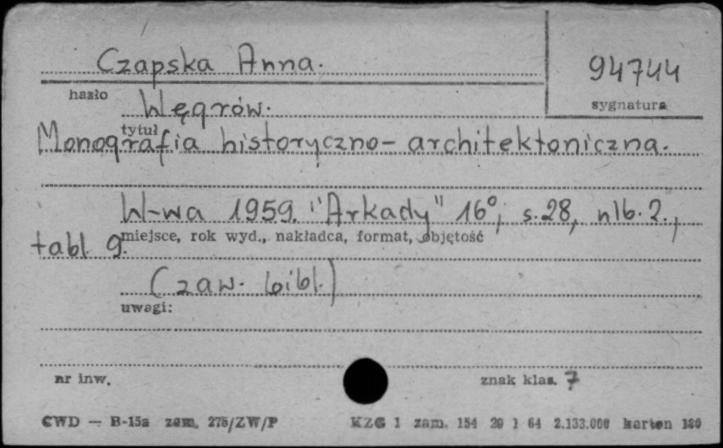 Czapska Anna.
94744
hasło
sygnatura
Węgrów.
tytuł
Monografia historyczno-architektoniczna.
W-wa 1959. "Arkady" 16°, s.28, nlb. 2.,
miejsce, rok wyd., nakładca, format, objętość
tabl 9.
(zaw. bibl.)
uwagi:
nr inw.
znak klas. 7
CWD — B-15a zam. 275/ZW/P
KZG 1 zam. 154 20 1 64 2.133.000 karton